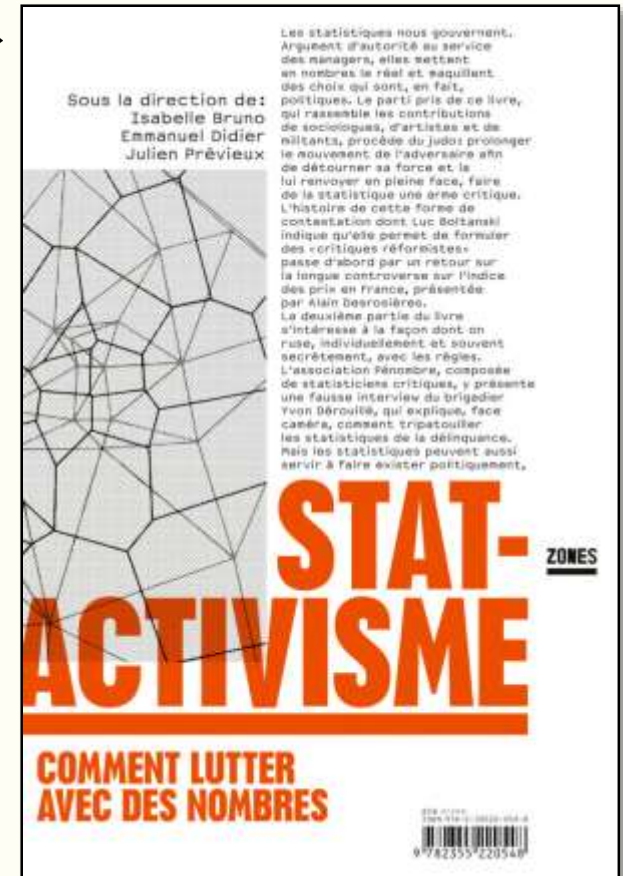 Sous la direction de:
Isabelle Bruno
Emmanuel Didier
Julien Prévieux
Les statistiques nous gouvernent.
Argument d'autorité au service
des managers, elles mettent
en nombres le réel et maquillent
des choix qui sont, en fait,
politiques. Le parti pris de ce livre,
qui rassemble les contributions
de sociologues, d'artistes et de
militants, procède du judo: prolonger
le mouvement de l'adversaire afin
de détourner sa force et la
lui renvoyer en pleine face, faire
de la statistique une arme critique.
L'histoire de cette forme de
contestation dont Luc Boltanski
indique qu'elle permet de formuler
des «critiques réformistes»
passe d'abord par un retour sur
la longue controverse sur l'indice
des prix en France, présentée
par Alain Desrosières.
La deuxième partie du livre
s'intéresse à la façon dont on
ruse, individuellement et souvent
secrètement, avec les règles.
L'association Pénombre, composée
de statisticiens critiques, y présente
une fausse interview du brigadier
Yvon Dérouillé, qui explique, face
caméra, comment tripatouiller
les statistiques de la délinquance.
Mais les statistiques peuvent aussi
servir à faire exister politiquement,
STAT-
ZONES
ACTIVISME
COMMENT LUTTER
AVEC DES NOMBRES
9 782355 220548